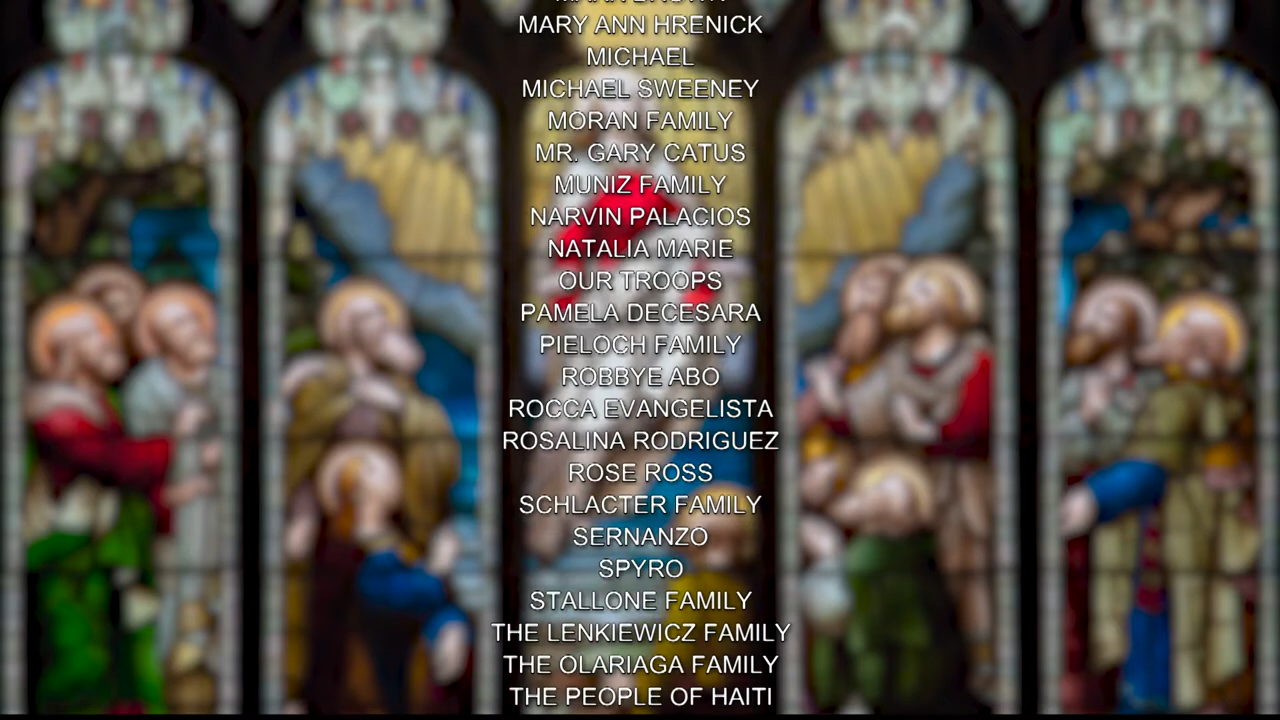 MARY ANN HRENICK
MICHAEL
MICHAEL SWEENEY
MORAN FAMILY
MR. GARY CATUS
MUNIZ FAMILY
NARVIN PALACIOS
NATALIA MARIE
OUR TROOPS
PAMELA DECESARA
PIELOCH FAMILY
ROBBYE ABO
ROCCA EVANGELISTA
ROSALINA RODRIGUEZ
ROSE ROSS
SCHLACTER FAMILY
SERNANZO
SPYRO
STALLONE FAMILY
THE LENKIEWICZ FAMILY
THE OLARIAGA FAMILY
THE PEOPLE OF HAITI